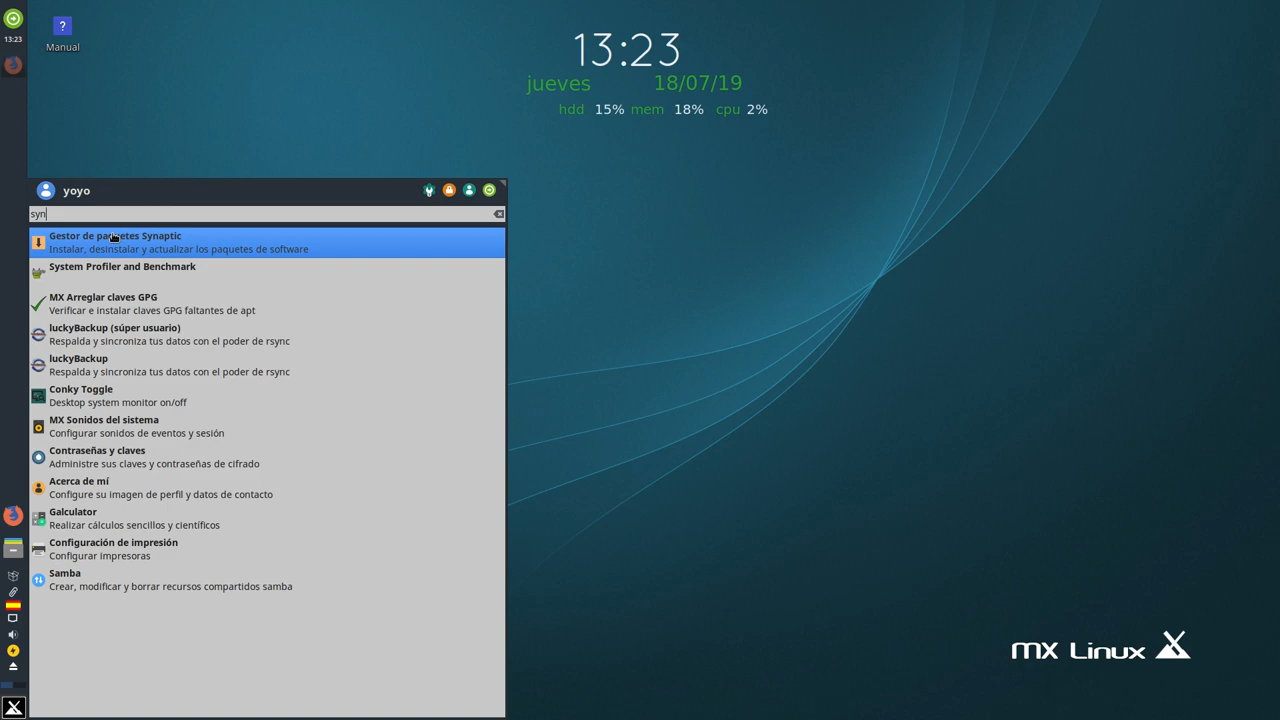 13:23
?
Manual
13:23
jueves 18/07/19
hdd 15% mem 18% cpu 2%
yoyo
syn
Gestor de paquetes Synaptic
Instalar, desinstalar y actualizar los paquetes de software
System Profiler and Benchmark
MX Arreglar claves GPG
Verificar e instalar claves GPG faltantes de apt
luckyBackup (súper usuario)
Respalda y sincroniza tus datos con el poder de rsync
luckyBackup
Respalda y sincroniza tus datos con el poder de rsync
Conky Toggle
Desktop system monitor on/off
MX Sonidos del sistema
Configurar sonidos de eventos y sesión
Contraseñas y claves
Administre sus claves y contraseñas de cifrado
Acerca de mí
Configure su imagen de perfil y datos de contacto
Galculator
Realizar cálculos sencillos y científicos
Configuración de impresión
Configurar impresoras
Samba
Crear, modificar y borrar recursos compartidos samba
mx Linux